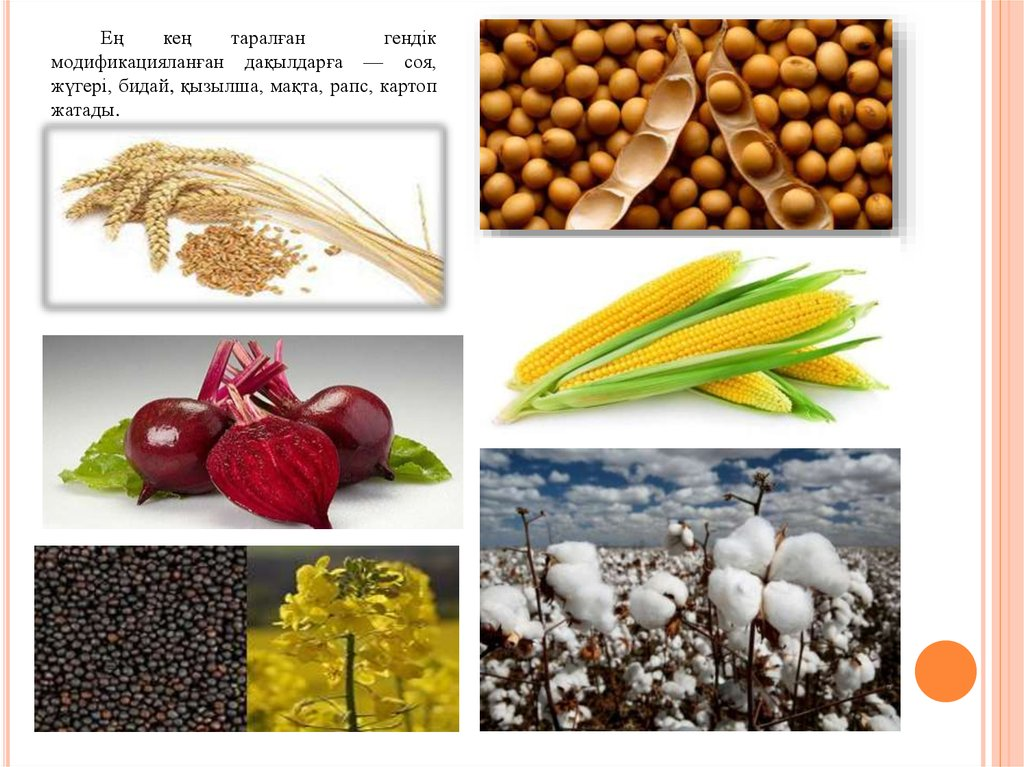 Ең кең таралған гендік
модификацияланған дақылдарға — соя,
жүгері, бидай, қызылша, мақта, рапс, картоп
жатады.